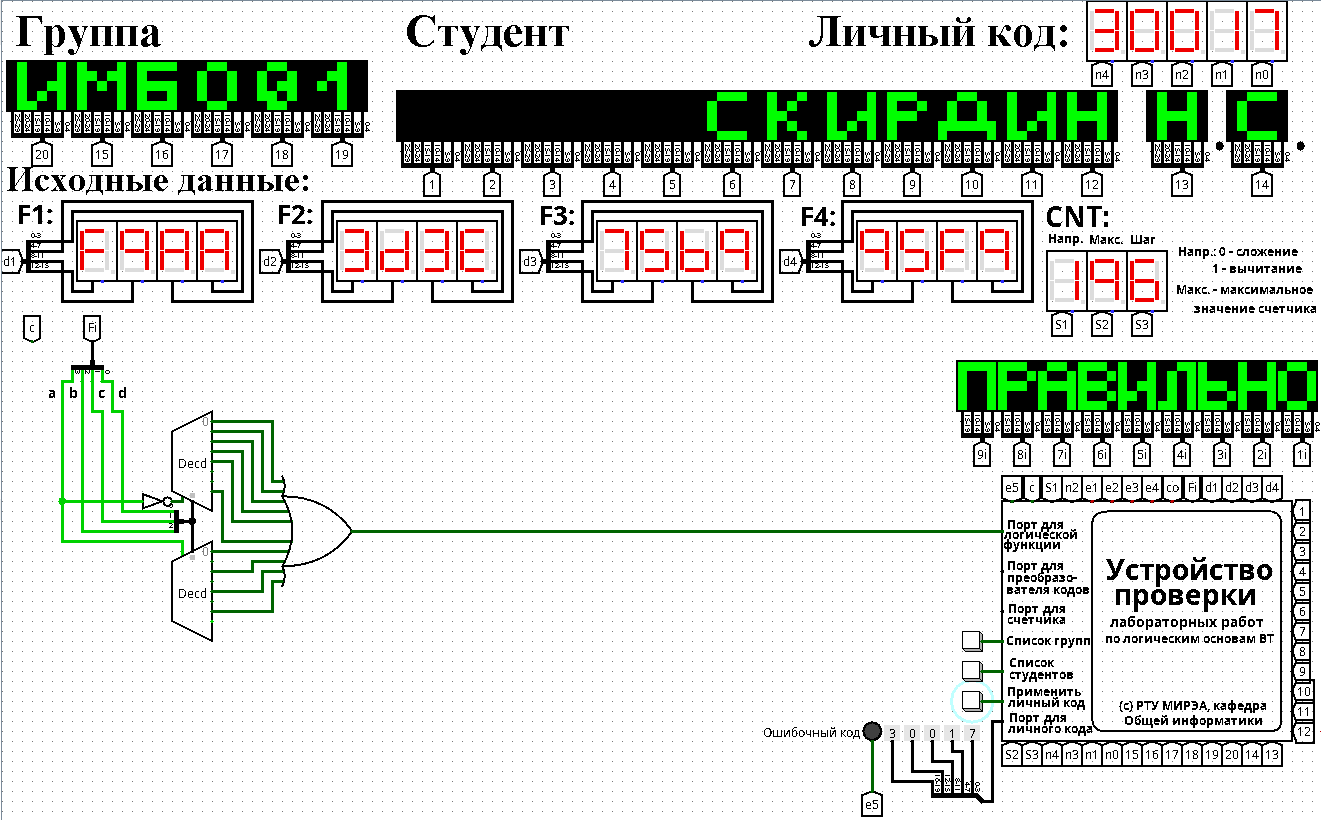 Группа Студент Личный код: 30017
n4 n3 n2 n1 n0
ИМБО01 СКИРДИН Н.С.
20 15 16 17 18 19
1 2 3 4 5 6 7 8 9 10 11 12 13 14
Исходные данные:
F1: F2: F3: F4: CNT:
Напр. Макс. Шаг
d1 d2 d3 d4
196
Напр.: 0 - сложение
1 - вычитание
Макс. - максимальное
значение счетчика
S1 S2 S3
c Fi
a b c d
ПРАВИЛЬНО
9i 8i 7i 6i 5i 4i 3i 2i 1i
Decd
Decd
e5 c S1 n2 e1 e2 e3 e4 co Fi d1 d2 d3 d4
Порт для
логической
функции
Порт для
преобразо-
вателя кодов
Порт для
счетчика
Список групп
Список
студентов
Применить
личный код
Порт для
личного кода
Устройство
проверки
лабораторных работ
по логическим основам ВТ
(с) РТУ МИРЭА, кафедра
Общей информатики
1
2
3
4
5
6
7
8
9
10
11
12
Ошибочный код 3 0 0 1 7
S2 S3 n4 n3 n1 n0 15 16 17 18 19 20 14 13
e5